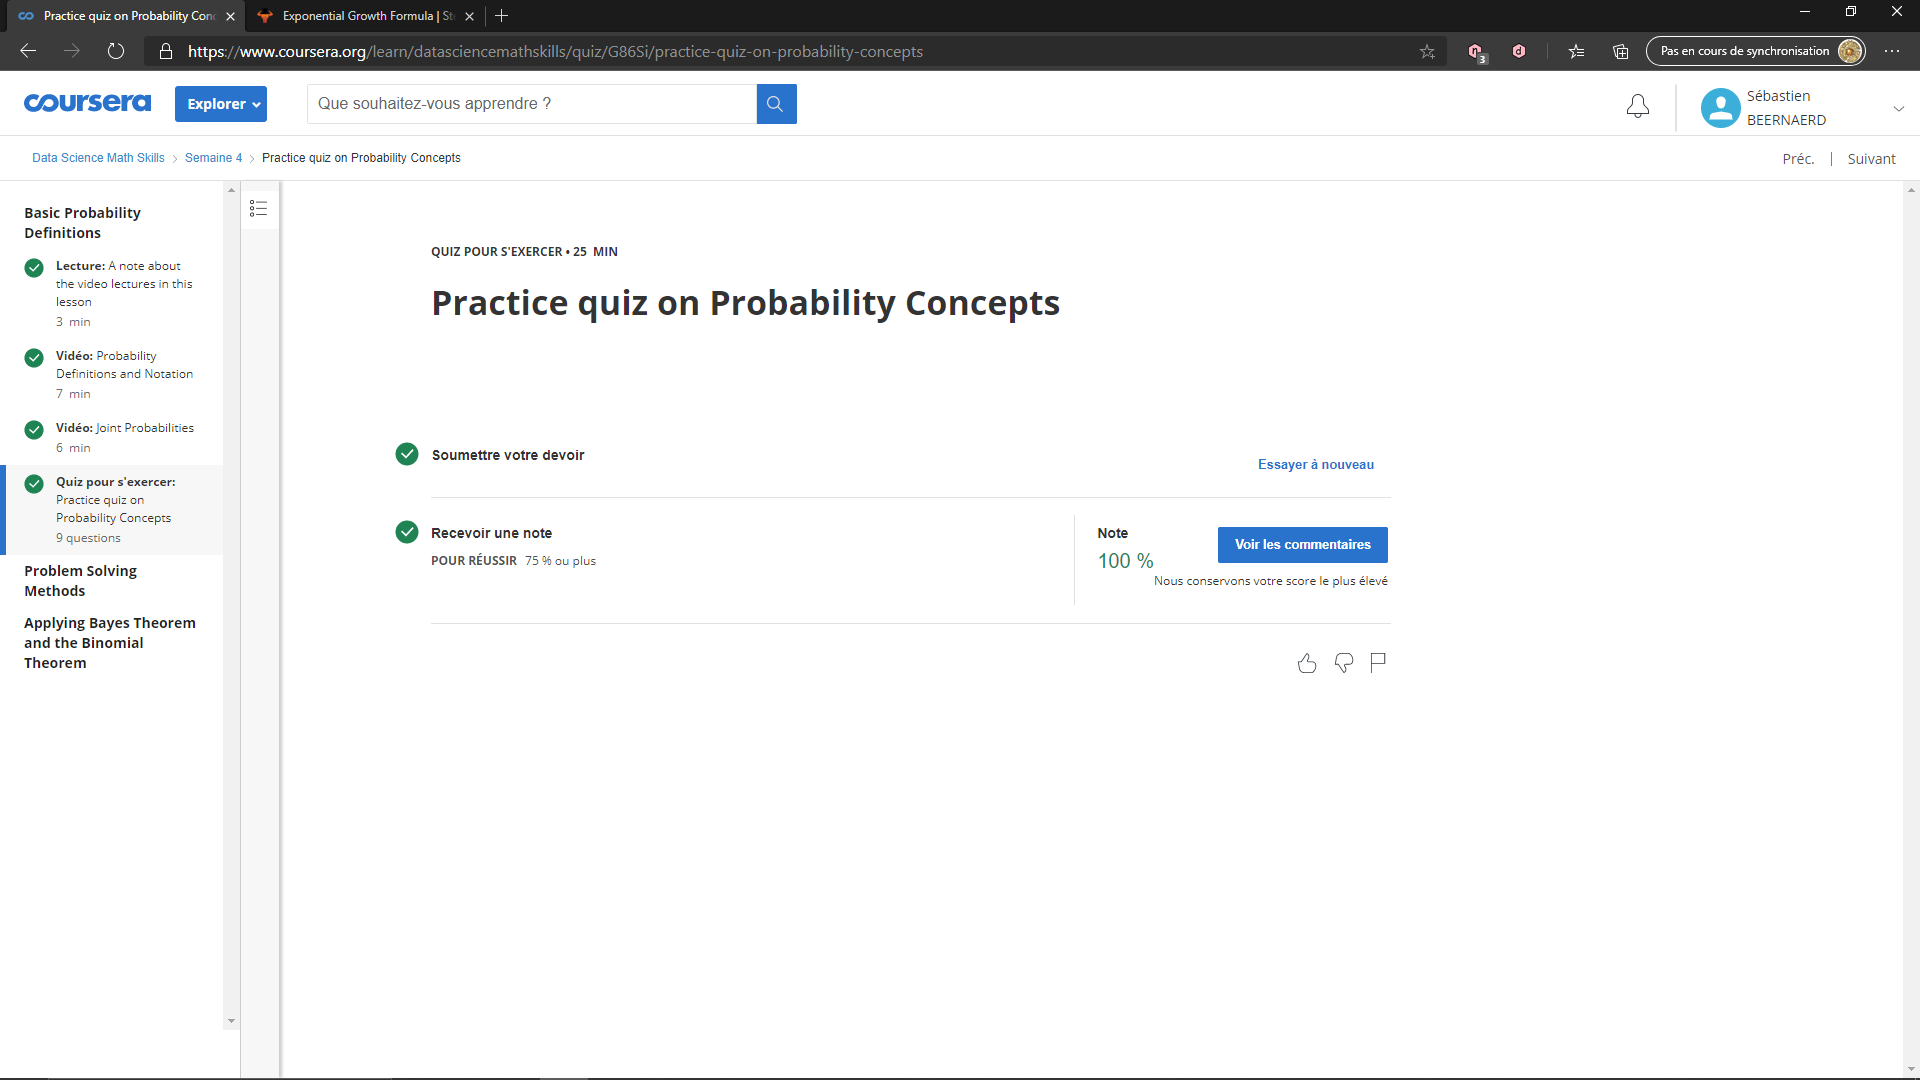 Practice quiz on Probability Con
Exponential Growth Formula | St
https://www.coursera.org/learn/datasciencemathskills/quiz/G86Si/practice-quiz-on-probability-concepts
3
Pas en cours de synchronisation
coursera
Explorer
Que souhaitez-vous apprendre ?
Sébastien
BEERNAERD
Data Science Math Skills
Semaine 4
Practice quiz on Probability Concepts
Préc.
Suivant
Basic Probability
Definitions
Lecture: A note about
the video lectures in this
lesson
3 min
Vidéo: Probability
Definitions and Notation
7 min
Vidéo: Joint Probabilities
6 min
Quiz pour s'exercer:
Practice quiz on
Probability Concepts
9 questions
Problem Solving
Methods
Applying Bayes Theorem
and the Binomial
Theorem
QUIZ POUR S'EXERCER • 25 MIN
Practice quiz on Probability Concepts
Soumettre votre devoir
Essayer à nouveau
Recevoir une note
POUR RÉUSSIR 75 % ou plus
Note
100 %
Voir les commentaires
Nous conservons votre score le plus élevé